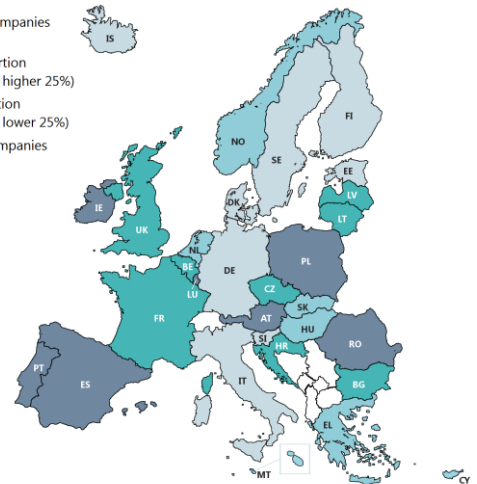 ompanies
IS
rtion
higher 25%)
tion
lower 25%)
mpanies
FI
NO
SE
EE
LV
DK
LT
IE
UK
NL
PL
BE
DE
LU
CZ
SK
FR
AT
HU
SI
HR
RO
PT
ES
IT
BG
EL
MT
CY